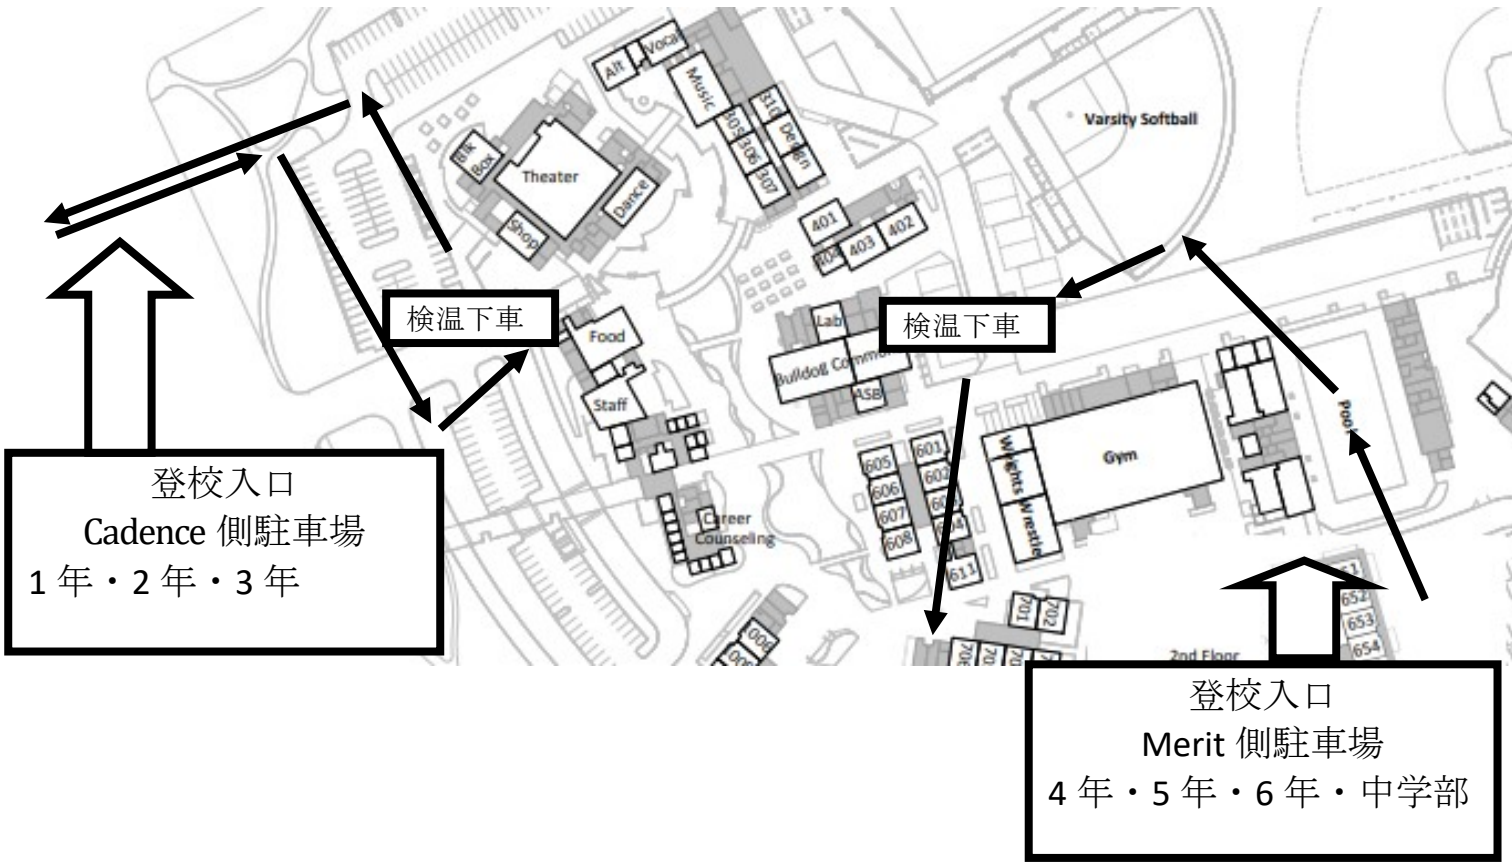 Alt
Vocal
Music
Varsity Softball
305
306
307
310
Design
Blk
Box
Theater
Dance
Shop
401
402
403
404
検温下車
検温下車
Food
Lab
Bulldog Commo
ASB
Staff
Pool
Gym
Wrights
Wrestle
601
602
604
605
606
607
608
611
Career
Counseling
登校入口
Cadence 側駐車場
1 年・2 年・3 年
701
702
652
653
654
2nd Floor
登校入口
Merit 側駐車場
4 年・5 年・6 年・中学部